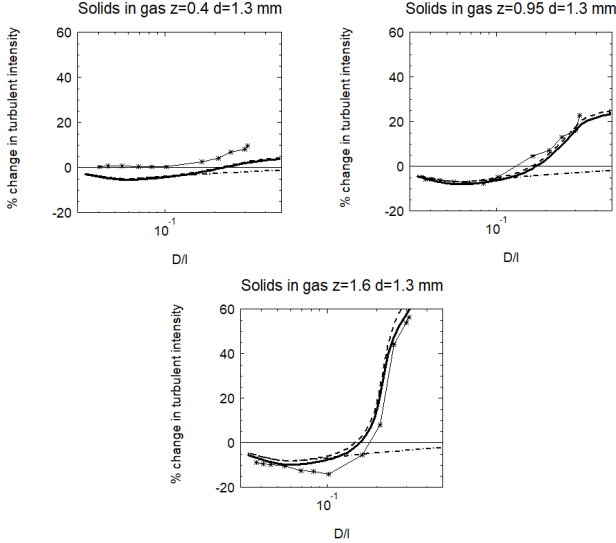 Solids in gas z=0.4 d=1.3 mm
% change in turbulent intensity
60
40
20
0
-20
10-1
D/l
Solids in gas z=0.95 d=1.3 mm
% change in turbulent intensity
60
40
20
0
-20
10-1
D/l
Solids in gas z=1.6 d=1.3 mm
% change in turbulent intensity
60
40
20
0
-20
10-1
D/l